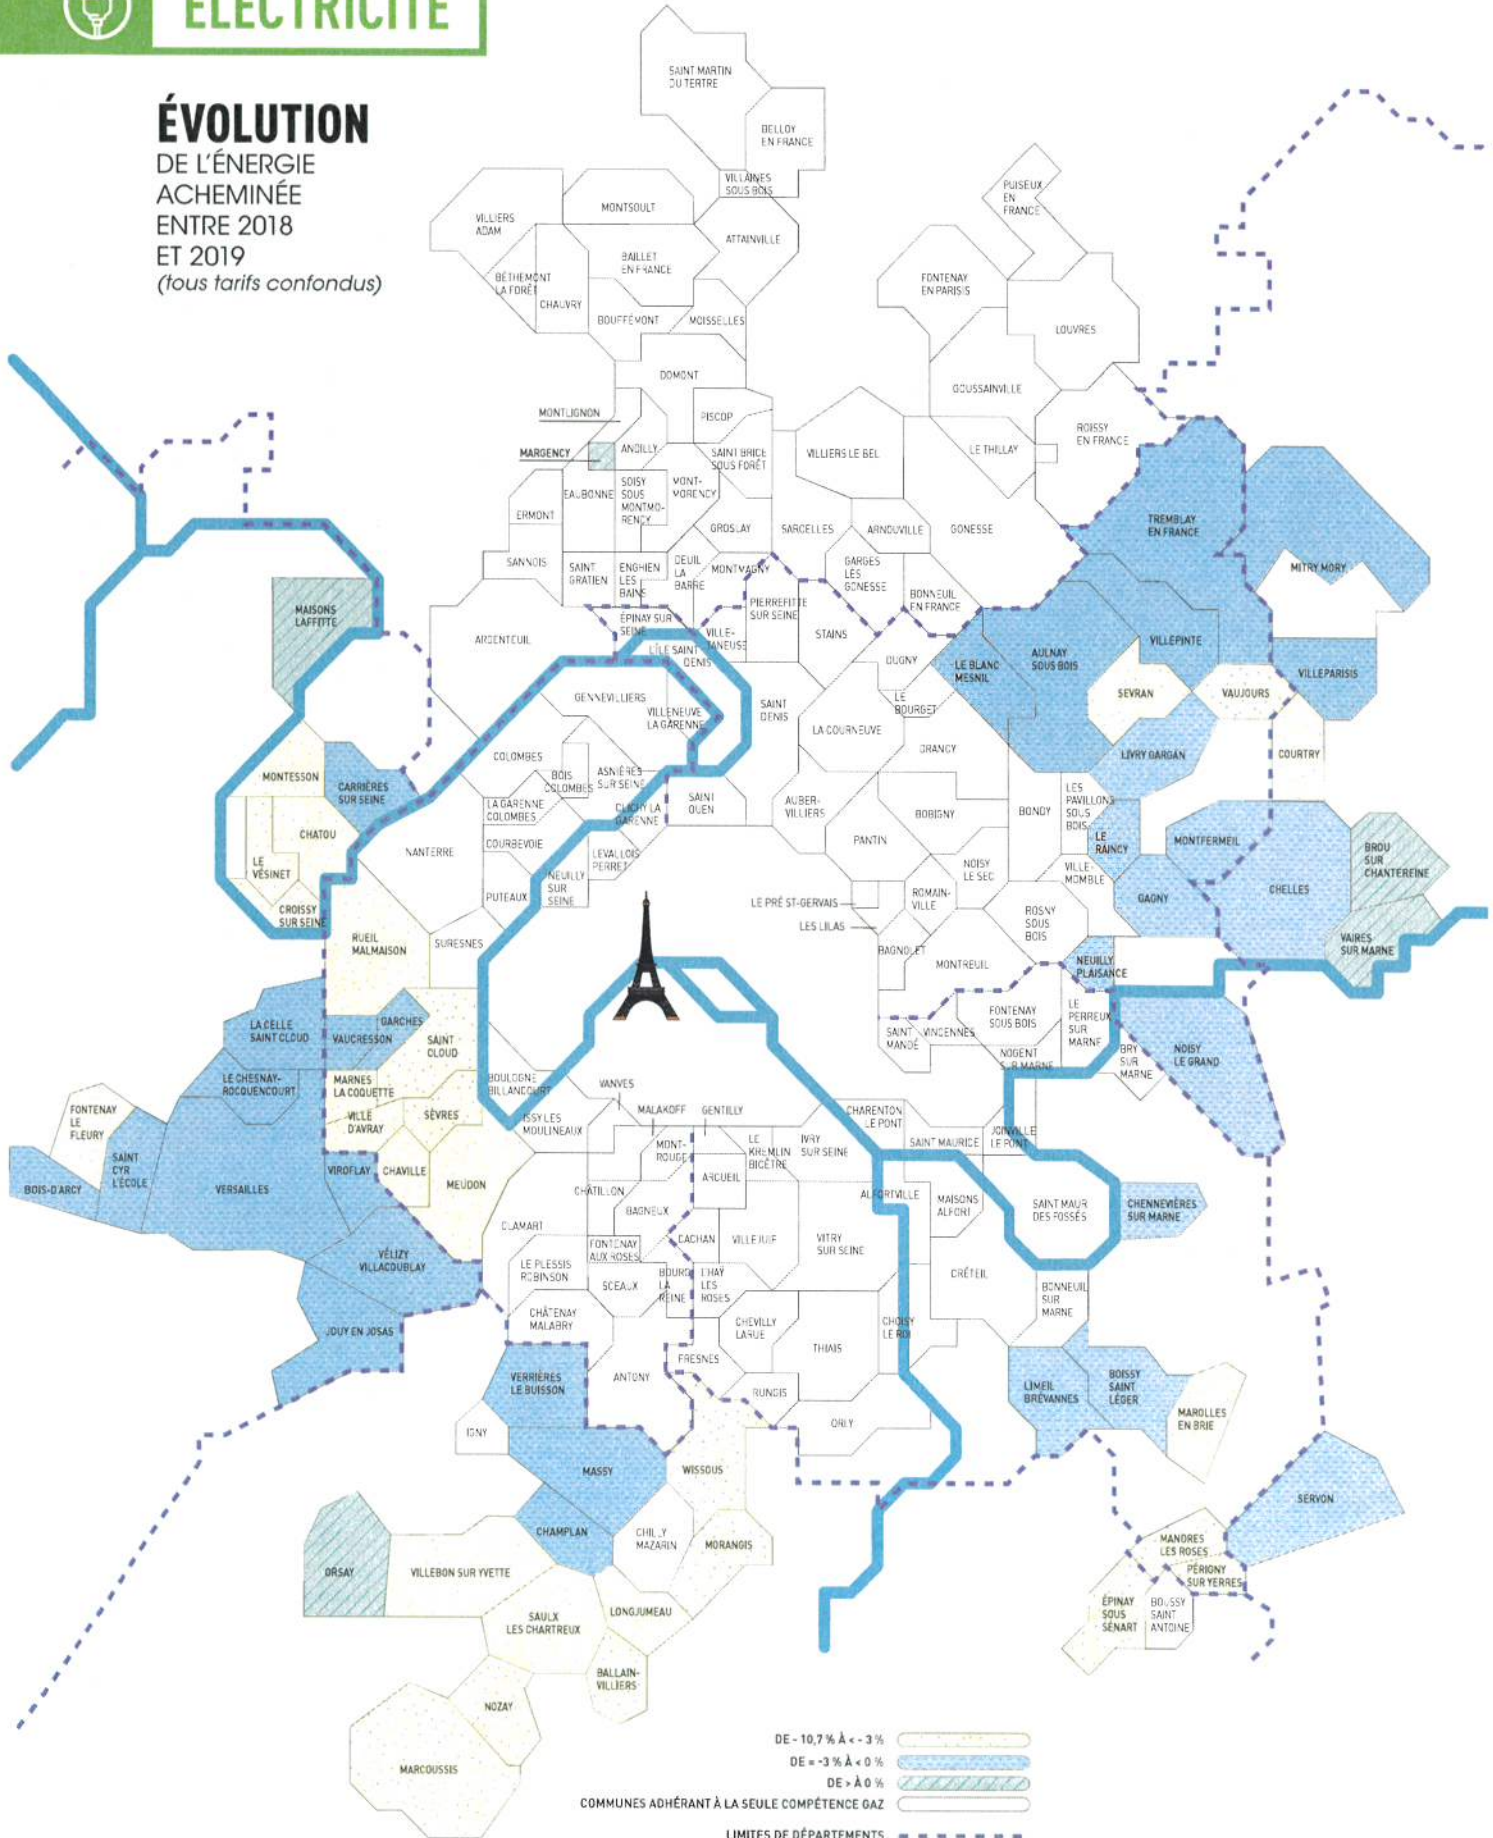 ÉLECTRICITÉ
ÉVOLUTION
DE L'ÉNERGIE
ACHEMINÉE
ENTRE 2018
ET 2019
(tous tarifs confondus)
SAINT MARTIN
DU TERTRE
BELLOY
EN FRANCE
VILLAINES
SOUS BOIS
PUISEUX
EN
FRANCE
VILLIERS
ADAM
MONTSOULT
ATTAINVILLE
BAILLET
EN FRANCE
BÉTHEMONT
LA FORÊT
CHAUVRY
FONTENAY
EN PARISIS
BOUFFÉMONT
MOISSELLES
LOUVRES
DOMONT
GOUSSAINVILLE
MONTLIGNON
PISCOP
ROISSY
EN FRANCE
MARGENCY
ANDILLY
SAINT BRICE
SOUS FORÊT
VILLIERS LE BEL
LE THILLAY
EAUBONNE
SOISY
SOUS
MONTMO-
RENCY
MONT-
MORENCY
ERMONT
GROSLAY
SARCELLES
ARNOUVILLE
GONESSE
TREMBLAY
EN FRANCE
SANNOIS
SAINT
GRATIEN
ENGHIEN
LES
BAINS
DEUIL
LA
BARRE
MONTMAGNY
GARGES
LES
GONESSE
MITRY MORY
BONNEUIL
EN FRANCE
MAISONS
LAFFITTE
ARGENTEUIL
ÉPINAY SUR
SEINE
VILLE-
TANEUSE
PIERREFITTE
SUR SEINE
STAINS
L'ÎLE SAINT
DENIS
DUGNY
LE BLANC
MESNIL
AULNAY
SOUS BOIS
VILLEPINTE
VILLEPARISIS
SEVRAN
VAUJOURS
GENNEVILLIERS
VILLENEUVE
LA GARENNE
SAINT
DENIS
LE
BOURGET
LA COURNEUVE
DRANCY
LIVRY GARGAN
COURTRY
MONTESSON
CARRIÈRES
SUR SEINE
COLOMBES
BOIS
COLOMBES
ASNIÈRES
SUR SEINE
LA GARENNE
COLOMBES
CLICHY LA
GARENNE
SAINT
OUEN
AUBER-
VILLIERS
BOBIGNY
BONDY
LES
PAVILLONS
SOUS
BOIS
CHATOU
NANTERRE
COURBEVOIE
LEVALLOIS
PERRET
PANTIN
LE
RAINCY
MONTFERMEIL
BROU
SUR
CHANTEREINE
LE
VÉSINET
NOISY
LE SEC
VILLE-
MOMBLE
CHELLES
PUTEAUX
NEUILLY
SUR
SEINE
LE PRÉ ST-GERVAIS
ROMAIN-
VILLE
GAGNY
CROISSY
SUR SEINE
LES LILAS
ROSNY
SOUS
BOIS
RUEIL
MALMAISON
SURESNES
BAGNOLET
MONTREUIL
NEUILLY
PLAISANCE
VAIRES
SUR MARNE
LA CELLE
SAINT CLOUD
VAUCRESSON
GARCHES
SAINT
CLOUD
SAINT
MANDÉ
VINCENNES
FONTENAY
SOUS BOIS
LE
PERREUX
SUR
MARNE
NOGENT
SUR MARNE
BRY
SUR
MARNE
NOISY
LE GRAND
LE CHESNAY-
ROCQUENCOURT
MARNES
LA COQUETTE
BOULOGNE
BILLANCOURT
VANVES
FONTENAY
LE
FLEURY
VILLE
D'AVRAY
SÈVRES
ISSY LES
MOULINEAUX
MALAKOFF
GENTILLY
CHARENTON
LE PONT
SAINT MAURICE
JOINVILLE
LE PONT
MONT-
ROUGE
LE
KREMLIN
BICÊTRE
IVRY
SUR SEINE
SAINT
CYR
L'ÉCOLE
BOIS-D'ARCY
VERSAILLES
VIROFLAY
CHAVILLE
MEUDON
CHÂTILLON
ARCUEIL
ALFORTVILLE
MAISONS
ALFORT
SAINT MAUR
DES FOSSÉS
CHENNEVIÈRES
SUR MARNE
CLAMART
BAGNEUX
CACHAN
VILLEJUIF
VITRY
SUR SEINE
VÉLIZY
VILLACOUBLAY
FONTENAY
AUX ROSES
LE PLESSIS
ROBINSON
SCEAUX
BOURG
LA
REINE
L'HAY
LES
ROSES
CRÉTEIL
BONNEUIL
SUR
MARNE
JOUY EN JOSAS
CHÂTENAY
MALABRY
CHEVILLY
LARUE
CHOISY
LE ROI
THIAIS
FRESNES
VERRIÈRES
LE BUISSON
ANTONY
RUNGIS
LIMEIL
BRÉVANNES
BOISSY
SAINT
LÉGER
MAROLLES
EN BRIE
IGNY
ORLY
MASSY
WISSOUS
SERVON
CHAMPLAN
CHILLY
MAZARIN
MORANGIS
MANDRES
LES ROSES
ORSAY
VILLEBON SUR YVETTE
PÉRIGNY
SUR YERRES
SAULX
LES CHARTREUX
LONGJUMEAU
ÉPINAY
SOUS
SÉNART
BOUSSY
SAINT
ANTOINE
BALLAIN-
VILLIERS
NOZAY
MARCOUSSIS
DE - 10,7 % À < - 3 %
DE = -3 % À < 0 %
DE > À 0 %
COMMUNES ADHÉRANT À LA SEULE COMPÉTENCE GAZ
LIMITES DE DÉPARTEMENTS